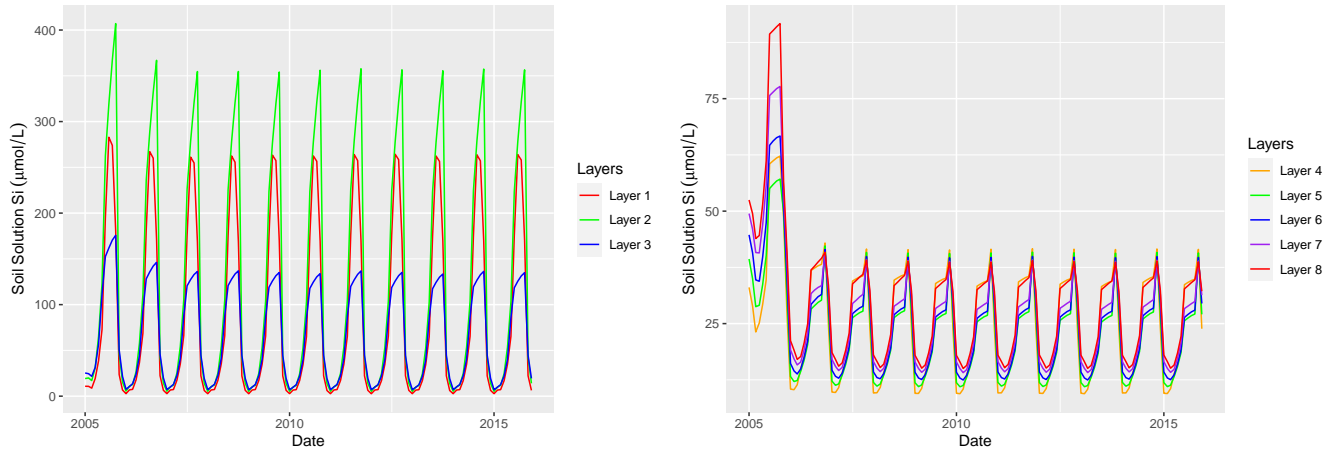 Soil Solution Si (μmol/L)
400
300
200
100
0
2005
2010
2015
Date
Layers
Layer 1
Layer 2
Layer 3
Soil Solution Si (μmol/L)
75
50
25
2005
2010
2015
Date
Layers
Layer 4
Layer 5
Layer 6
Layer 7
Layer 8